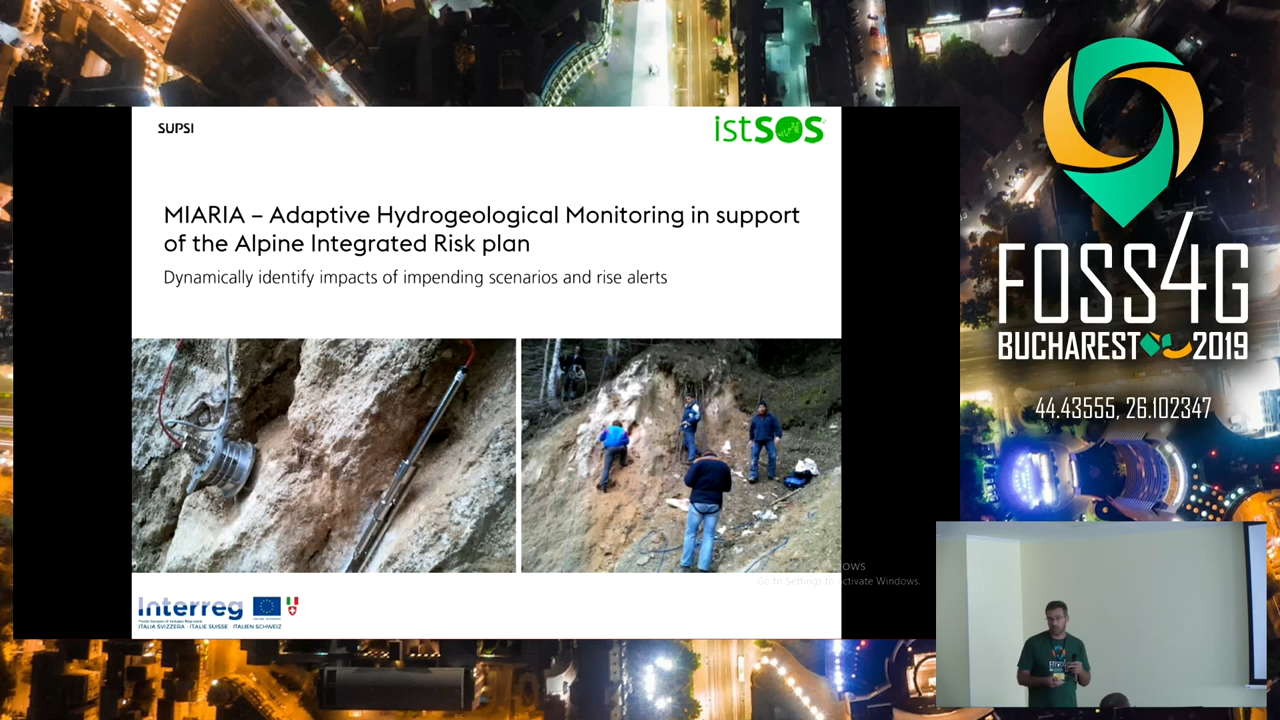 SUPSI
istSOS
MIARIA – Adaptive Hydrogeological Monitoring in support
of the Alpine Integrated Risk plan
Dynamically identify impacts of impending scenarios and rise alerts
Interreg
ITALIA SVIZZERA · ITALIE SUISSE · ITALIEN SCHWEIZ
Go to Settings to activate Windows.
FOSS4G
BUCHAREST 2019
44.43555, 26.102347
FOSS4G